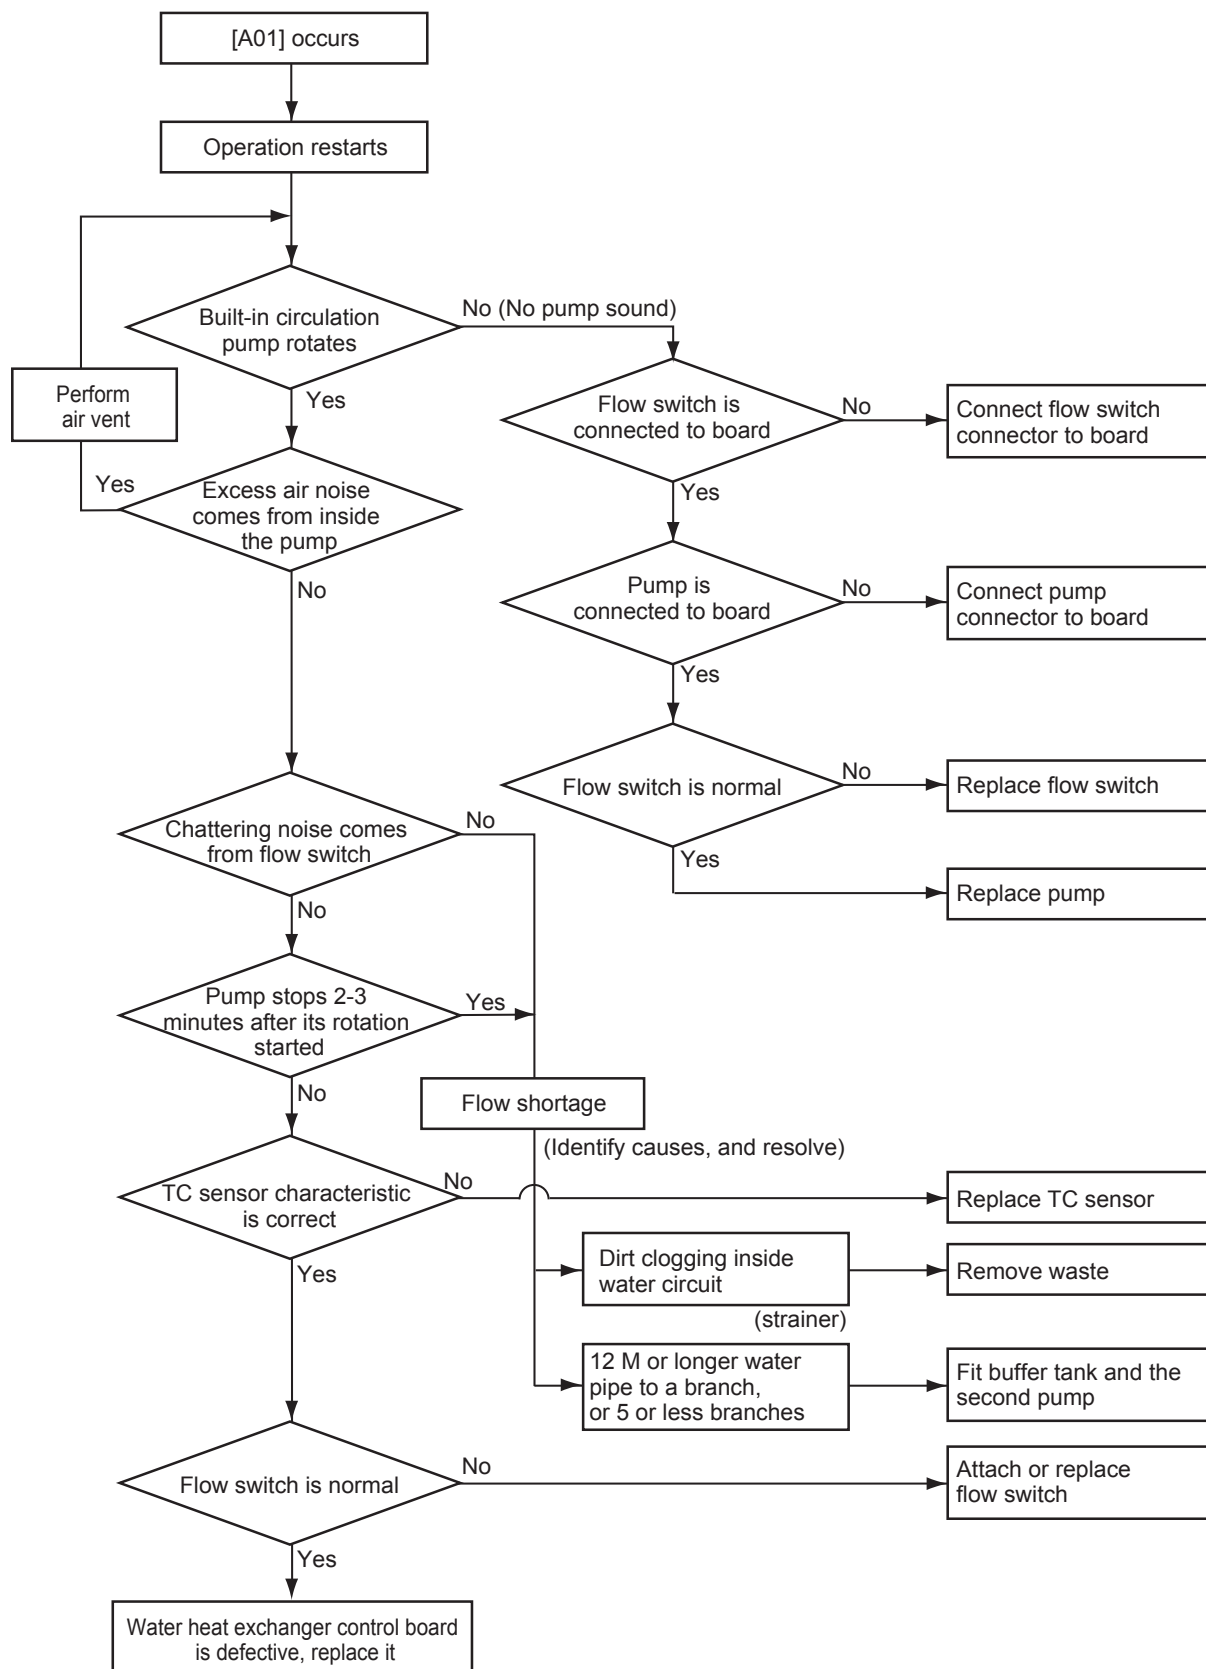 [A01] occurs
Operation restarts
Built-in circulation
pump rotates
No (No pump sound)
Yes
Perform
air vent
Yes
Excess air noise
comes from inside
the pump
No
Flow switch is
connected to board
No
Connect flow switch
connector to board
Yes
Pump is
connected to board
No
Connect pump
connector to board
Yes
Flow switch is normal
No
Replace flow switch
Yes
Replace pump
Chattering noise comes
from flow switch
No
No
Pump stops 2-3
minutes after its rotation
started
Yes
No
Flow shortage
(Identify causes, and resolve)
TC sensor characteristic
is correct
No
Replace TC sensor
Yes
Dirt clogging inside
water circuit
(strainer)
Remove waste
12 M or longer water
pipe to a branch,
or 5 or less branches
Fit buffer tank and the
second pump
Flow switch is normal
No
Attach or replace
flow switch
Yes
Water heat exchanger control board
is defective, replace it